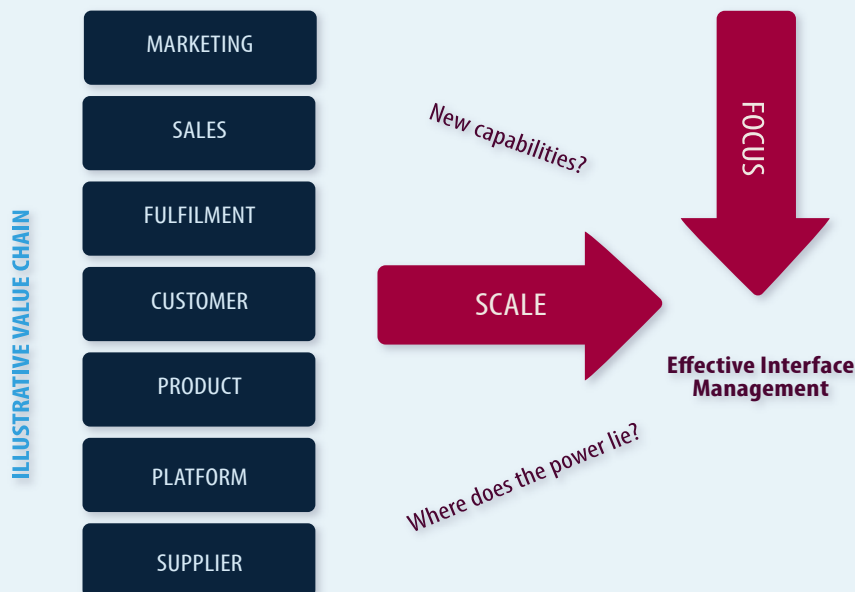 ILLUSTRATIVE VALUE CHAIN
MARKETING
SALES
FULFILMENT
CUSTOMER
PRODUCT
PLATFORM
SUPPLIER
New capabilities?
SCALE
Where does the power lie?
FOCUS
Effective Interface
Management